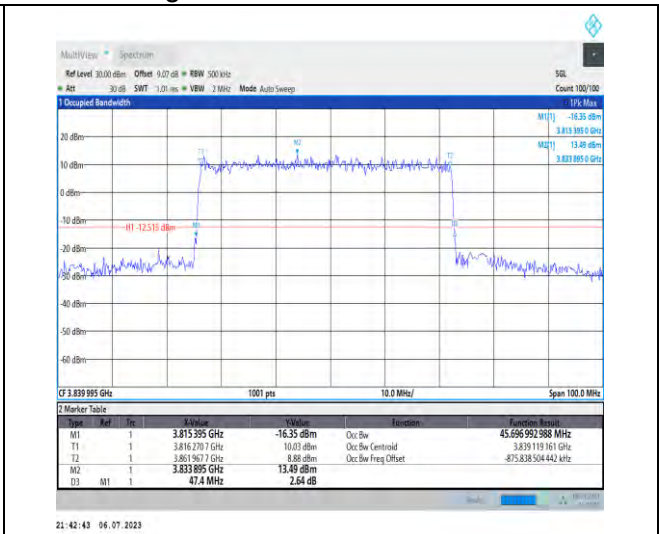 MultiView Spectrum
Ref Level 30.00 dBm Offset 9.07 dB RBW 500 kHz SGL
Att 30 dB SWT 1.01 ms VBW 2 MHz Mode Auto Sweep Count 100/100
1 Occupied Bandwidth 1Pk Max
M1[1] -16.35 dBm
3.815 395 0 GHz
M2[1] 13.49 dBm
3.833 895 0 GHz
20 dBm
10 dBm
0 dBm
-10 dBm
H1 -12.515 dBm
-20 dBm
-30 dBm
-40 dBm
-50 dBm
-60 dBm
T1
M2
T2
M1
CF 3.839 995 GHz 1001 pts 10.0 MHz/ Span 100.0 MHz
2 Marker Table
Type Ref Trc X-Value Y-Value Function Function Result
M1 1 3.815 395 GHz -16.35 dBm Occ Bw 45.696 992 988 MHz
T1 1 3.816 270 7 GHz 10.03 dBm Occ Bw Centroid 3.839 119 161 GHz
T2 1 3.861 967 7 GHz 8.88 dBm Occ Bw Freq Offset -875.838 504 442 kHz
M2 1 3.833 895 GHz 13.49 dBm
D3 M1 1 47.4 MHz 2.64 dB
21:42:43 06.07.2023